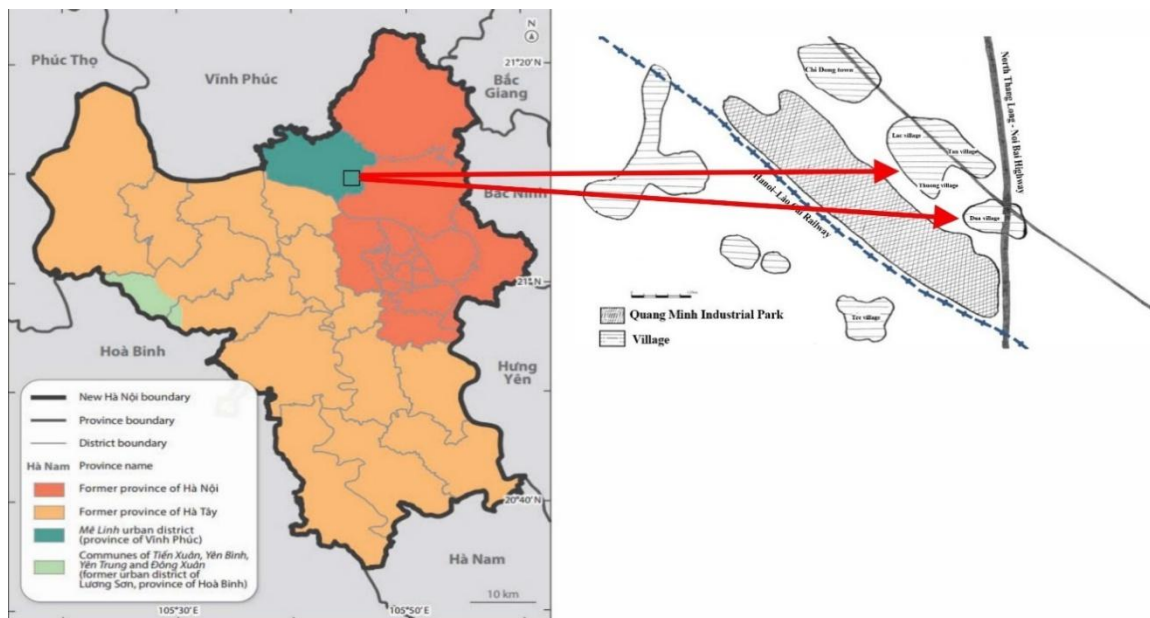 N
Phúc Thọ
Vĩnh Phúc
21°20'
Bắc
Giang
Bắc Ninh
21°N
Hoà Bình
Hưng
Yên
New Hà Nội boundary
Province boundary
District boundary
Hà Nam Province name
Former province of Hà Nội
Former province of Hà Tây
Mê Linh urban district
(province of Vĩnh Phúc)
Communes of Tiến Xuân, Yên Bình,
Yên Trung and Đông Xuân
(former urban district of
Lương Sơn, province of Hoà Bình)
20°40'
Hà Nam
10 km
105°30'
105°50'
Chi Dong town
Lac village
Tao village
Thuong village
Doa village
North Thang Long - Noi Bai Highway
Hanoi-Lào Cai Railway
Quang Minh Industrial Park
Village
village